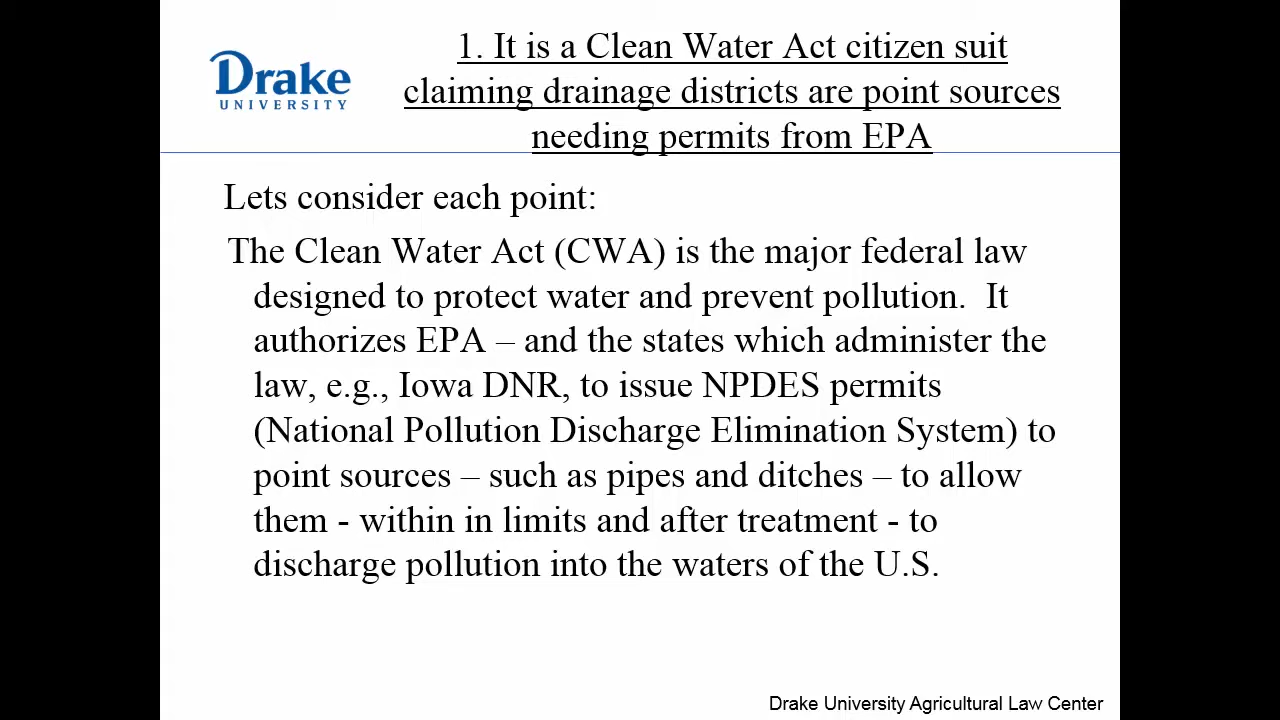 Drake
UNIVERSITY
1. It is a Clean Water Act citizen suit
claiming drainage districts are point sources
needing permits from EPA
Lets consider each point:
The Clean Water Act (CWA) is the major federal law
designed to protect water and prevent pollution.  It
authorizes EPA – and the states which administer the
law, e.g., Iowa DNR, to issue NPDES permits
(National Pollution Discharge Elimination System) to
point sources – such as pipes and ditches – to allow
them - within in limits and after treatment - to
discharge pollution into the waters of the U.S.
Drake University Agricultural Law Center